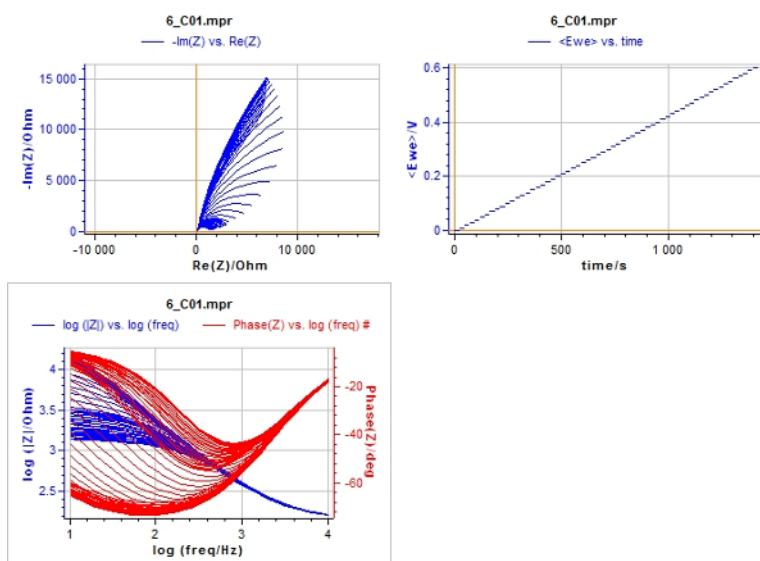 6_C01.mpr
-Im(Z) vs. Re(Z)
15 000
10 000
5 000
0
-Im(Z)/Ohm
-10 000
0
10 000
Re(Z)/Ohm
6_C01.mpr
<Ewe> vs. time
0.6
0.4
0.2
0
<Ewe>/V
0
500
1 000
time/s
6_C01.mpr
log (|Z|) vs. log (freq)
Phase(Z) vs. log (freq) #
4
3.5
3
2.5
log (|Z|/Ohm)
-20
-40
-60
Phase(Z)/deg
1
2
3
4
log (freq/Hz)